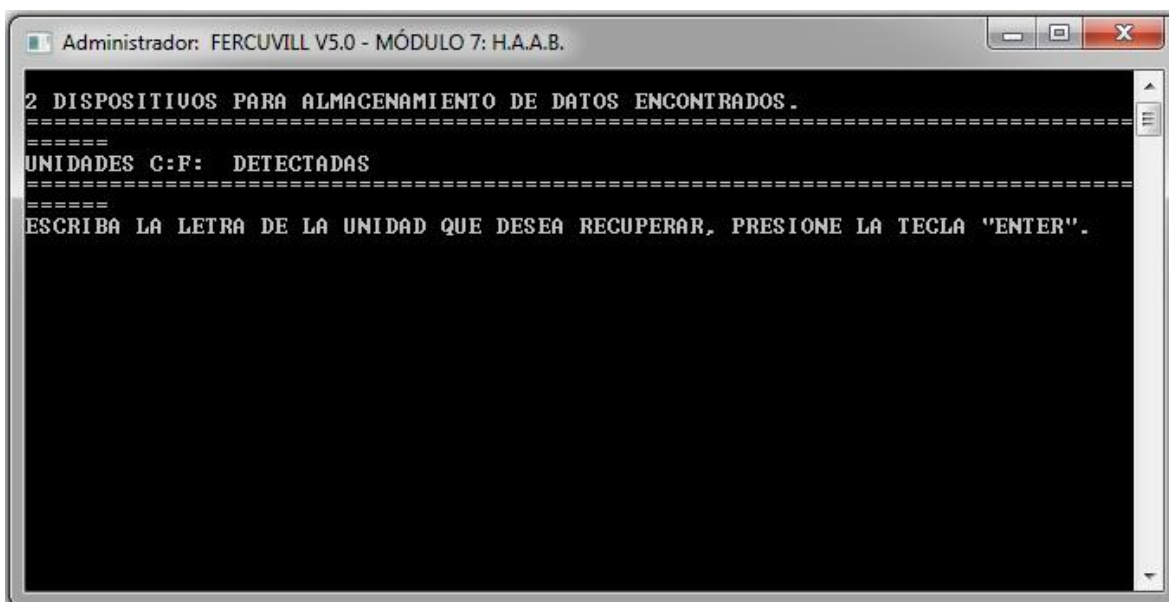 Administrador: FERCUVILL V5.0 - MÓDULO 7: H.A.A.B.
2 DISPOSITIVOS PARA ALMACENAMIENTO DE DATOS ENCONTRADOS.
===============================================================================
======
UNIDADES C:F:  DETECTADAS
===============================================================================
======
ESCRIBA LA LETRA DE LA UNIDAD QUE DESEA RECUPERAR, PRESIONE LA TECLA "ENTER".